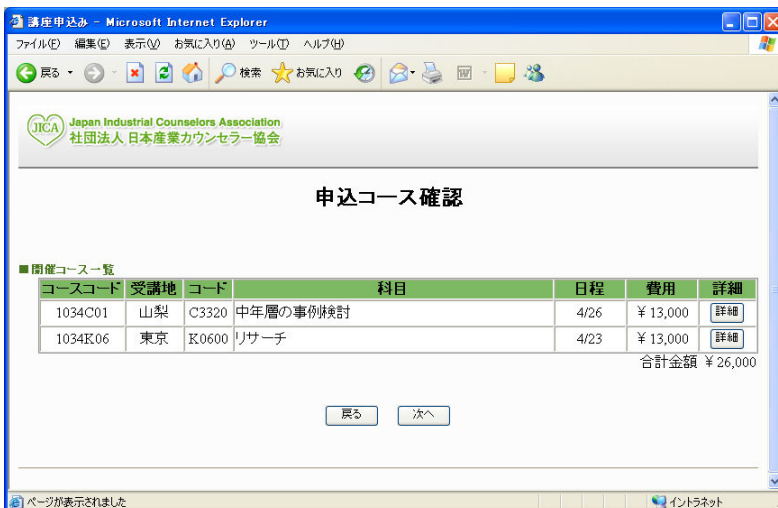 講座申込み - Microsoft Internet Explorer
ファイル(F) 編集(E) 表示(V) お気に入り(A) ツール(T) ヘルプ(H)
戻る 検索 お気に入り
JICA Japan Industrial Counselors Association
社団法人 日本産業カウンセラー協会
申込コース確認
■開催コース一覧
コースコード 受講地 コード 科目 日程 費用 詳細
1034C01 山梨 C3320 中年層の事例検討 4/26 ¥ 13,000 詳細
1034K06 東京 K0600 リサーチ 4/23 ¥ 13,000 詳細
合計金額 ¥ 26,000
戻る 次へ
ページが表示されました イントラネット